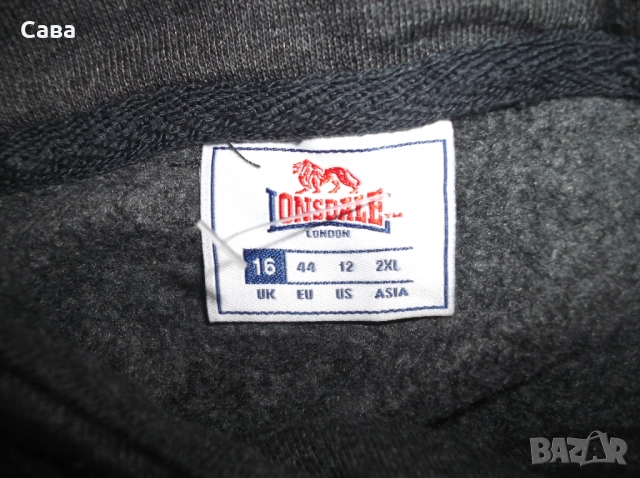 Сава
LONSDALE
LONDON
16 44 12 2XL
UK EU US ASIA
BAZAR